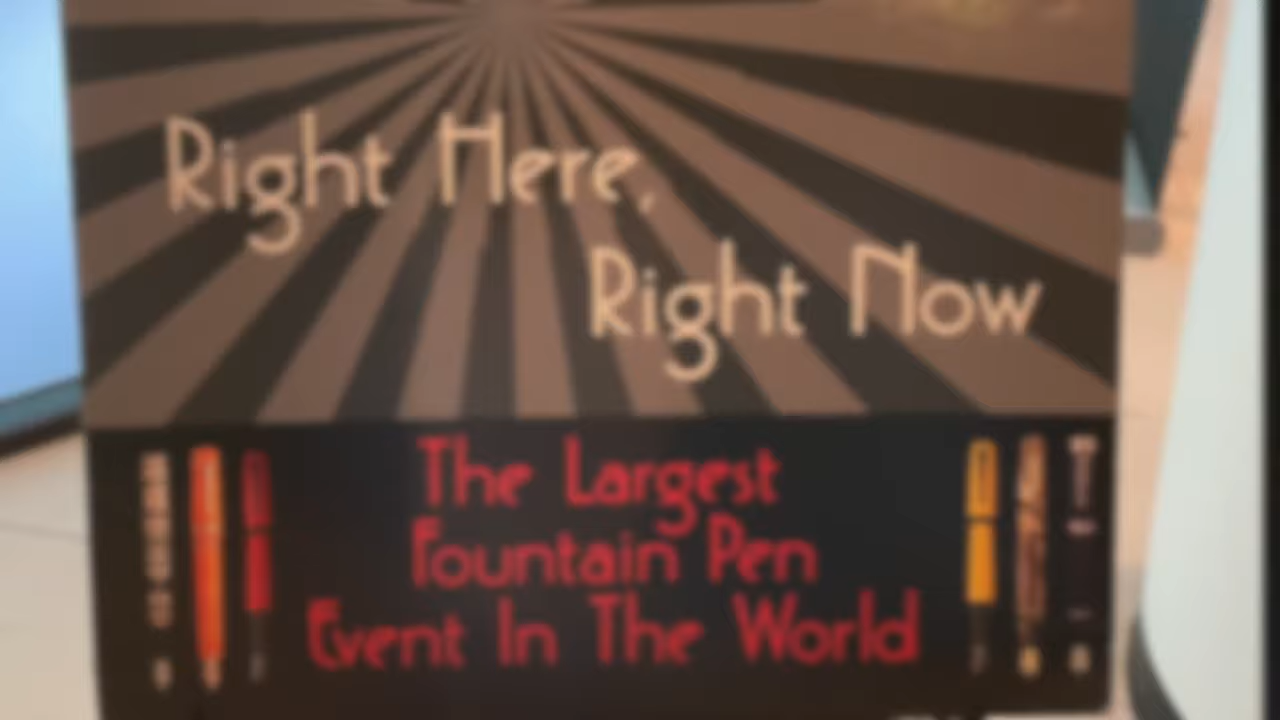 Right Here,
Right Now
The Largest
Fountain Pen
Event In The World